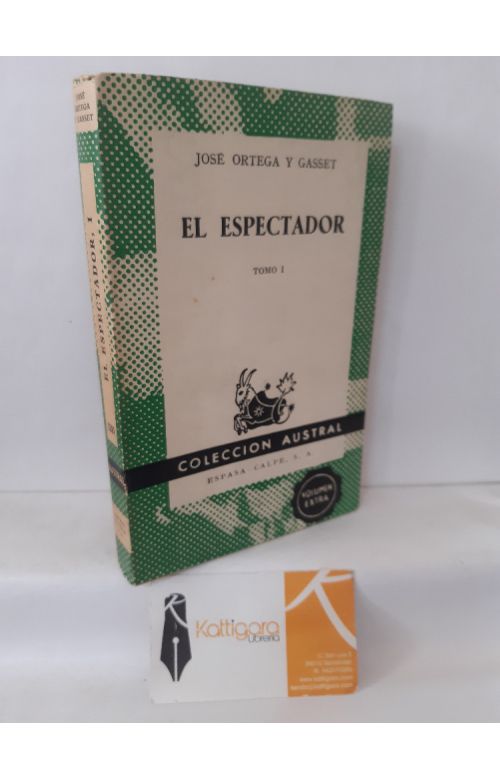 JOSÉ
ORTEGA
Y GASSET
EL ESPECTADOR, I
JOSÉ ORTEGA Y GASSET
EL ESPECTADOR
TOMO I
COLECCION AUSTRAL
ESPASA CALPE, S. A.
VOLUMEN
EXTRA
Kattigara
Librería